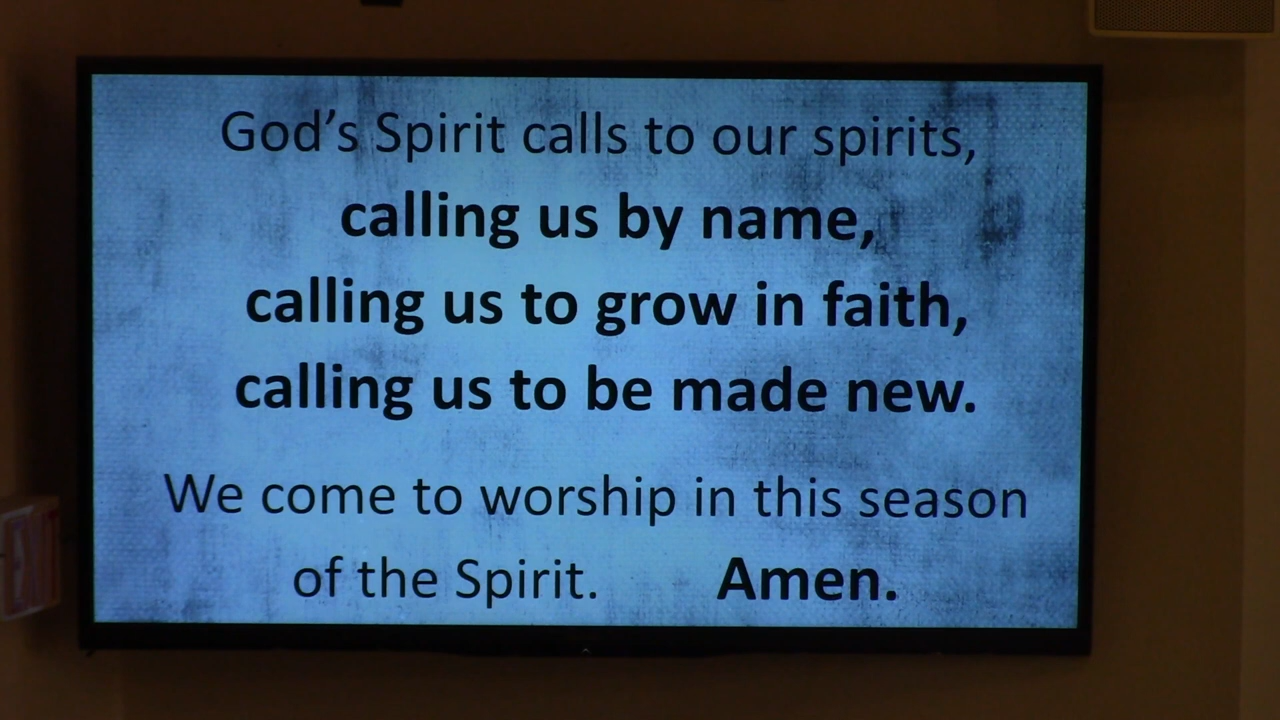 God’s Spirit calls to our spirits,
calling us by name,
calling us to grow in faith,
calling us to be made new.
We come to worship in this season
of the Spirit. Amen.